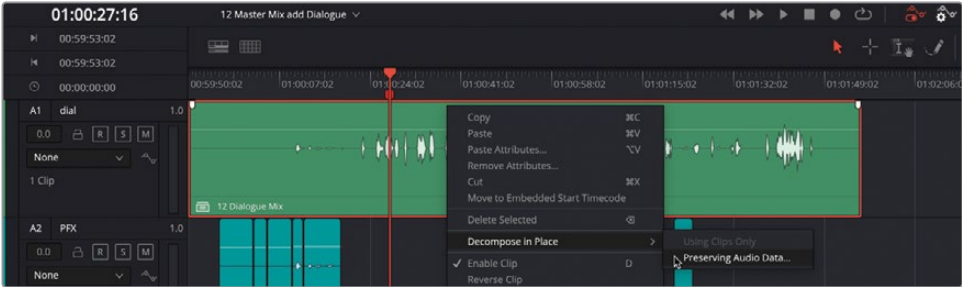 01:00:27:16
12 Master Mix add Dialogue
00:59:53:02
00:59:53:02
00:00:00:00
00:59:50:02 01:00:07:02 01:00:24:02 01:00:41:02 01:00:58:02 01:01:15:02 01:01:32:02 01:01:49:02 01:02:06:0
A1 dial 1.0
0.0 R S M
None
1 Clip
12 Dialogue Mix
A2 PFX 1.0
0.0 R S M
None
Copy ⌘C
Paste ⌘V
Paste Attributes... ⌥V
Remove Attributes...
Cut ⌘X
Move to Embedded Start Timecode
Delete Selected ⌫
Decompose in Place >
Using Clips Only
Preserving Audio Data...
✓ Enable Clip D
Reverse Clip